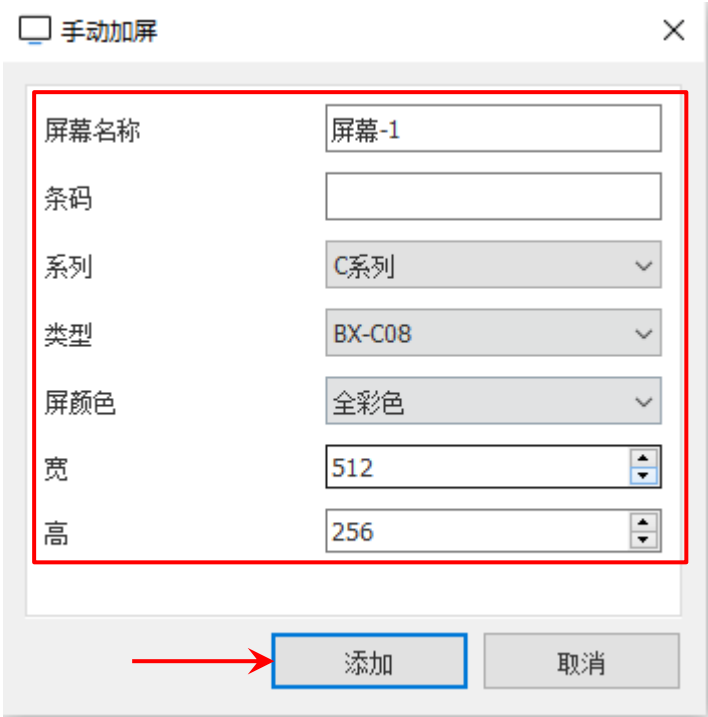 手动加屏
屏幕名称 屏幕-1
条码
系列 C系列
类型 BX-C08
屏颜色 全彩色
宽 512
高 256
添加 取消